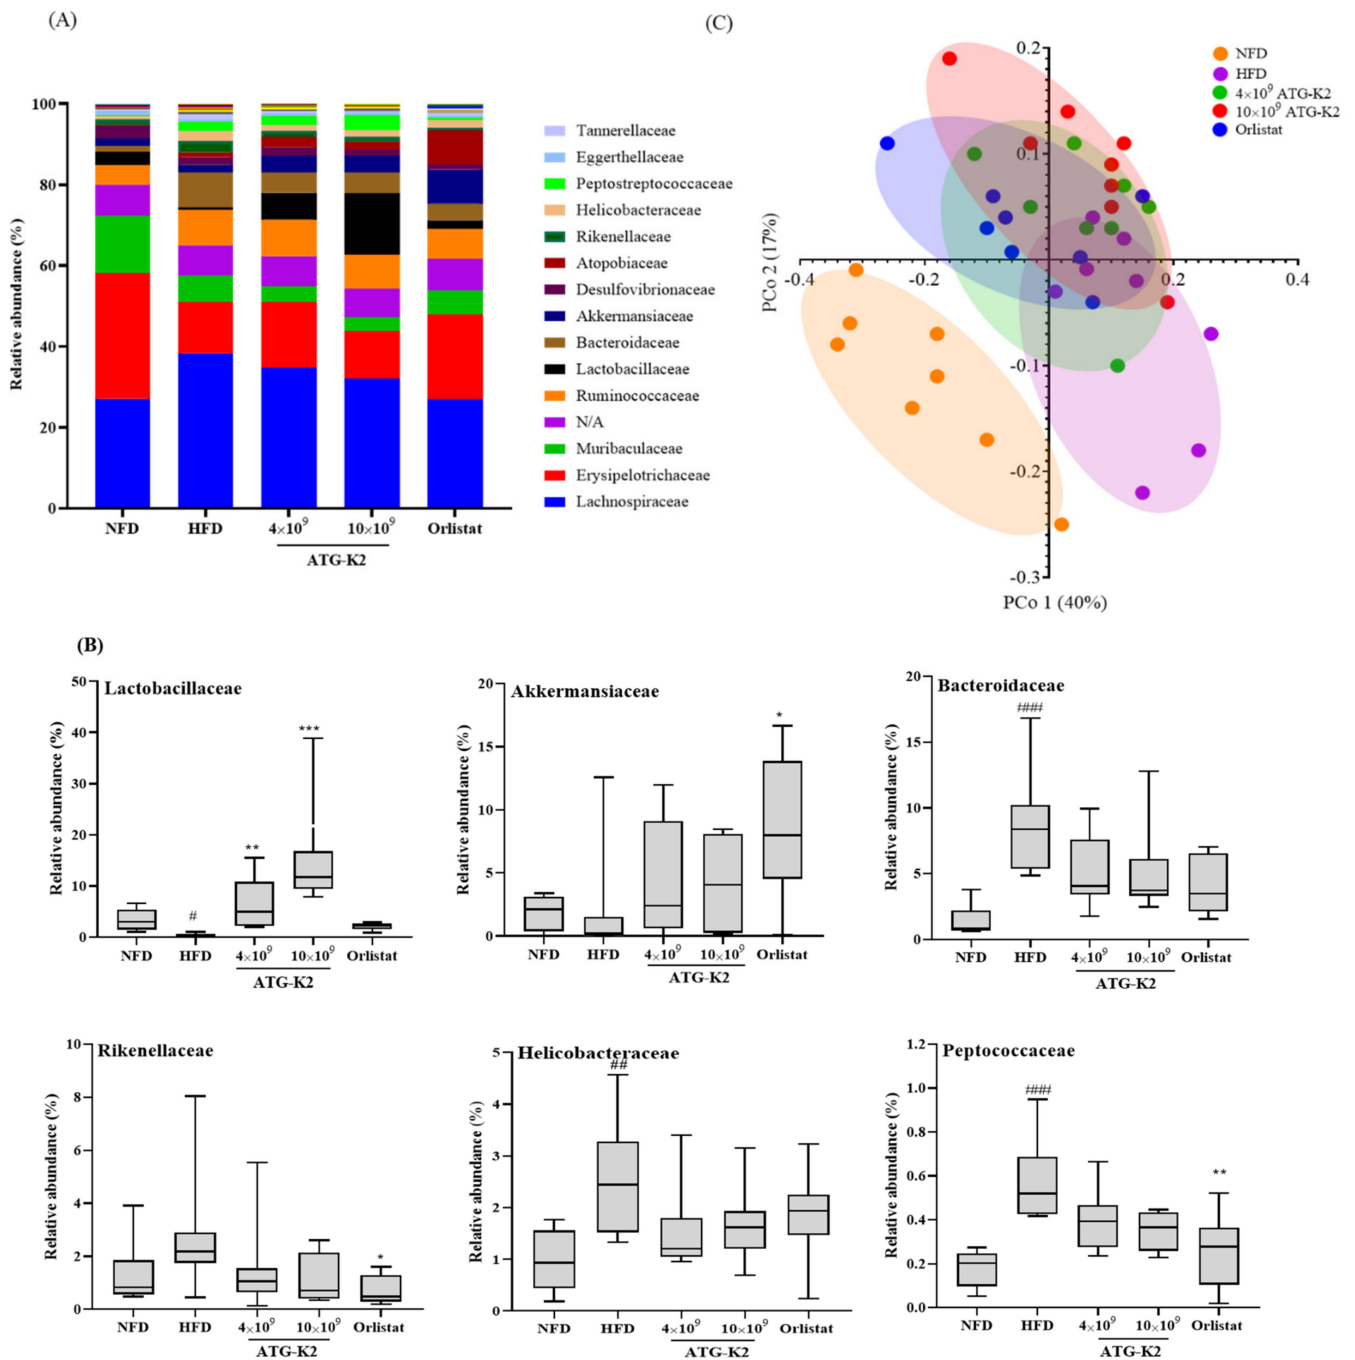 (A)
Relative abundance (%)
100
80
60
40
20
0
NFD HFD 4×10⁹ 10×10⁹ Orlistat
ATG-K2
Tannerellaceae
Eggerthellaceae
Peptostreptococcaceae
Helicobacteraceae
Rikenellaceae
Atopobiaceae
Desulfovibrionaceae
Akkermansiaceae
Bacteroidaceae
Lactobacillaceae
Ruminococcaceae
N/A
Muribaculaceae
Erysipelotrichaceae
Lachnospiraceae
(C)
NFD
HFD
4×10⁹ ATG-K2
10×10⁹ ATG-K2
Orlistat
PCo 2 (17%)
0.2
0.1
-0.4 -0.2 0.2 0.4
-0.1
-0.2
-0.3
PCo 1 (40%)
(B)
Lactobacillaceae
Relative abundance (%)
50
40
30
20
10
0
# ** ***
NFD HFD 4×10⁹ 10×10⁹ Orlistat
ATG-K2
Akkermansiaceae
Relative abundance (%)
20
15
10
5
0
*
NFD HFD 4×10⁹ 10×10⁹ Orlistat
ATG-K2
Bacteroidaceae
Relative abundance (%)
20
15
10
5
0
###
NFD HFD 4×10⁹ 10×10⁹ Orlistat
ATG-K2
Rikenellaceae
Relative abundance (%)
10
8
6
4
2
0
*
NFD HFD 4×10⁹ 10×10⁹ Orlistat
ATG-K2
Helicobacteraceae
Relative abundance (%)
5
4
3
2
1
0
##
NFD HFD 4×10⁹ 10×10⁹ Orlistat
ATG-K2
Peptococcaceae
Relative abundance (%)
1.2
1.0
0.8
0.6
0.4
0.2
0.0
### **
NFD HFD 4×10⁹ 10×10⁹ Orlistat
ATG-K2